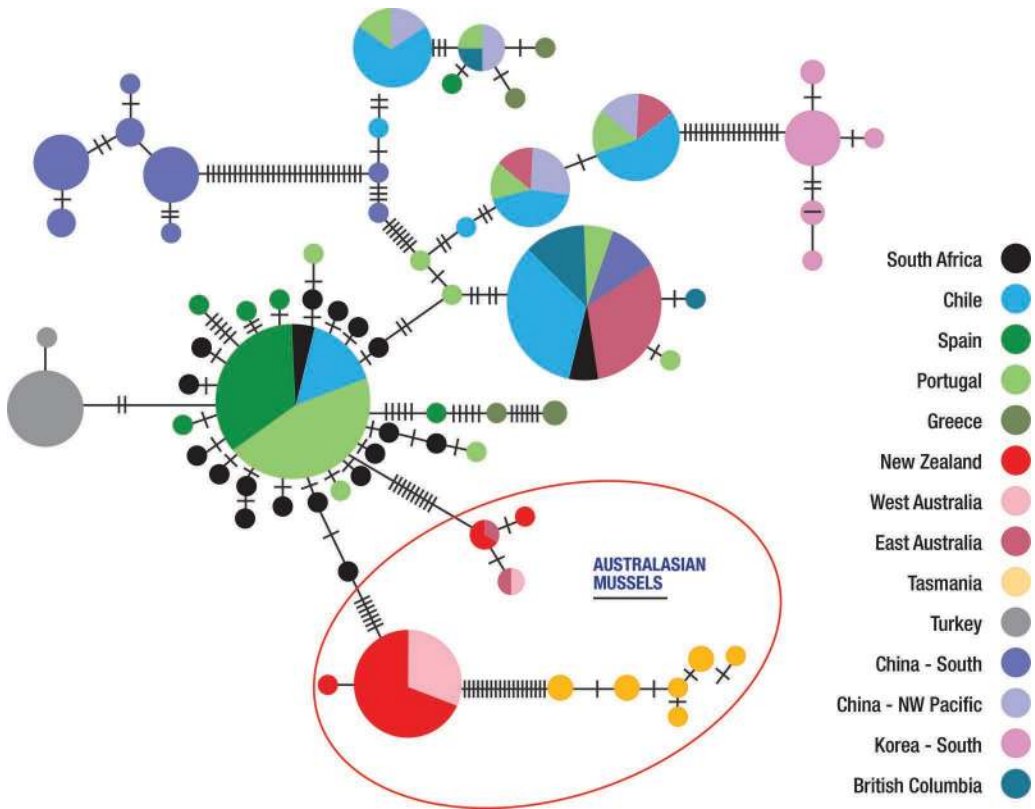 South Africa
Chile
Spain
Portugal
Greece
New Zealand
West Australia
East Australia
Tasmania
Turkey
China - South
China - NW Pacific
Korea - South
British Columbia
AUSTRALASIAN
MUSSELS